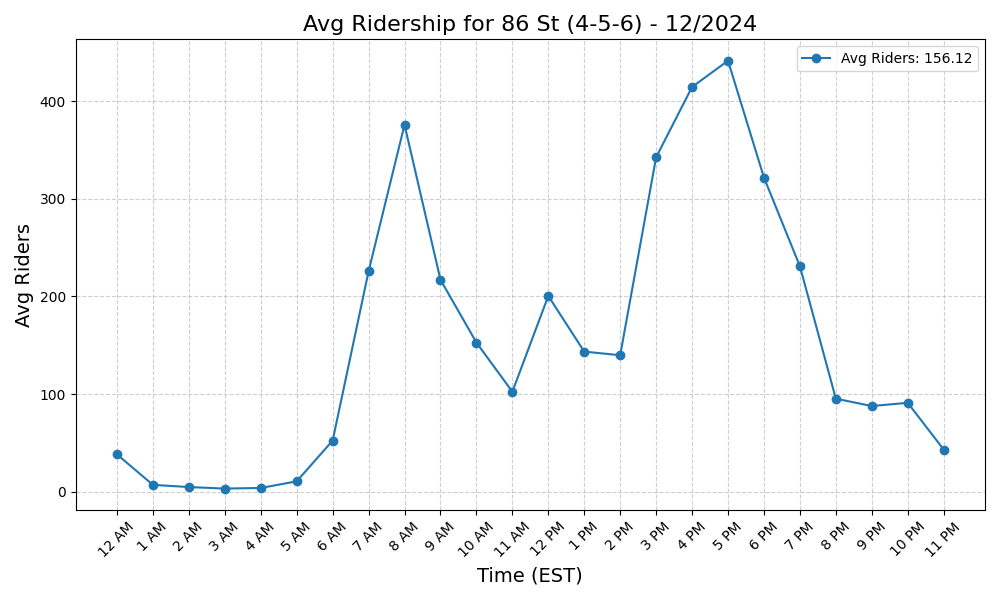 Avg Ridership for 86 St (4-5-6) - 12/2024
Avg Riders: 156.12
Avg Riders
400
300
200
100
0
12 AM
1 AM
2 AM
3 AM
4 AM
5 AM
6 AM
7 AM
8 AM
9 AM
10 AM
11 AM
12 PM
1 PM
2 PM
3 PM
4 PM
5 PM
6 PM
7 PM
8 PM
9 PM
10 PM
11 PM
Time (EST)